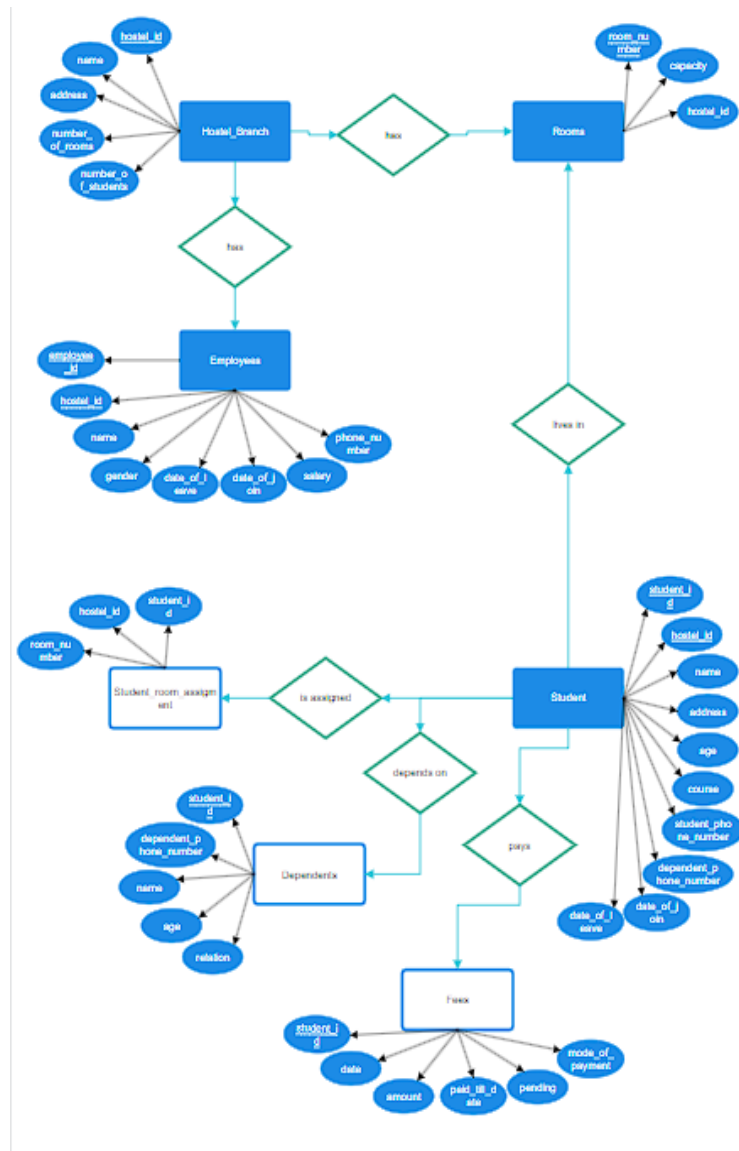 hostel_id
name
address
number
_of_rooms
number_o
f_students
Hostel_Branch
has
room_nu
mber
capacity
hostel_id
Rooms
has
employee
_id
Employees
hostel_id
name
gender
date_of_l
eave
date_of_j
oin
salary
phone_nu
mber
lives in
student_i
d
hostel_id
room_nu
mber
Student_room_assignm
ent
is assigned
Student
student_i
d
hostel_id
name
address
age
course
student_pho
ne_number
dependent_p
hone_number
date_of_j
oin
date_of_l
eave
depends on
student_i
d
dependent_p
hone_number
name
age
relation
Dependents
pays
Fees
student_i
d
date
amount
paid_till_d
ate
pending
mode_of_
payment